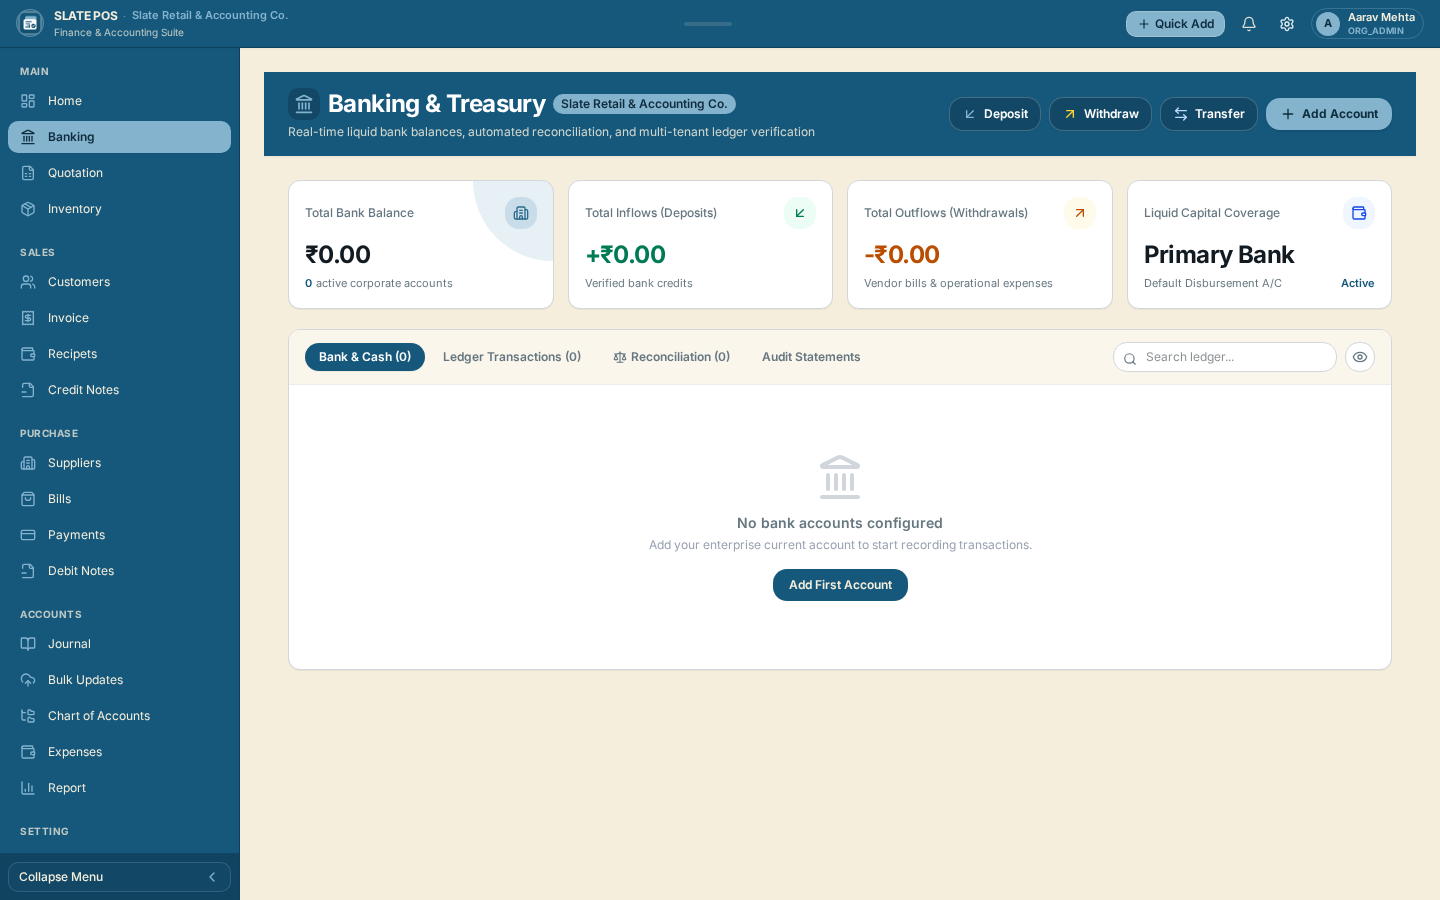 SLATE POS · Slate Retail & Accounting Co.
Finance & Accounting Suite
Quick Add
A
Aarav Mehta
ORG_ADMIN
MAIN
Home
Banking
Quotation
Inventory
SALES
Customers
Invoice
Recipets
Credit Notes
PURCHASE
Suppliers
Bills
Payments
Debit Notes
ACCOUNTS
Journal
Bulk Updates
Chart of Accounts
Expenses
Report
SETTING
Collapse Menu
Banking & Treasury Slate Retail & Accounting Co.
Real-time liquid bank balances, automated reconciliation, and multi-tenant ledger verification
Deposit
Withdraw
Transfer
Add Account
Total Bank Balance
₹0.00
0 active corporate accounts
Total Inflows (Deposits)
+₹0.00
Verified bank credits
Total Outflows (Withdrawals)
-₹0.00
Vendor bills & operational expenses
Liquid Capital Coverage
Primary Bank
Default Disbursement A/C Active
Bank & Cash (0)
Ledger Transactions (0)
Reconciliation (0)
Audit Statements
Search ledger...
No bank accounts configured
Add your enterprise current account to start recording transactions.
Add First Account